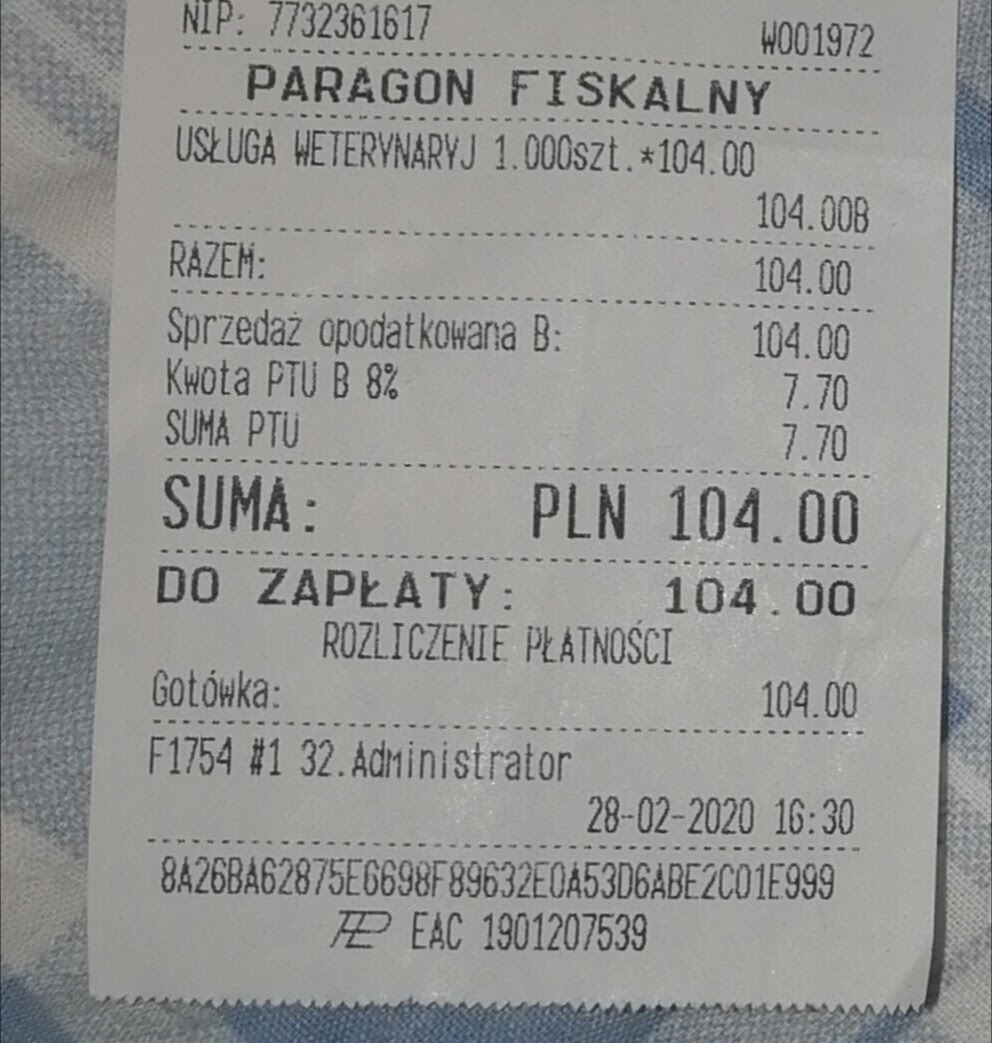 NIP: 7732361617 W001972
PARAGON FISKALNY
USŁUGA WETERYNARYJ 1.000szt.*104.00
104.00B
RAZEM: 104.00
Sprzedaż opodatkowana B: 104.00
Kwota PTU B 8% 7.70
SUMA PTU 7.70
SUMA: PLN 104.00
DO ZAPŁATY: 104.00
ROZLICZENIE PŁATNOŚCI
Gotówka: 104.00
F1754 #1 32.Administrator
28-02-2020 16:30
8A26BA62875E6698F89632E0A53D6ABE2C01E999
EAC 1901207539